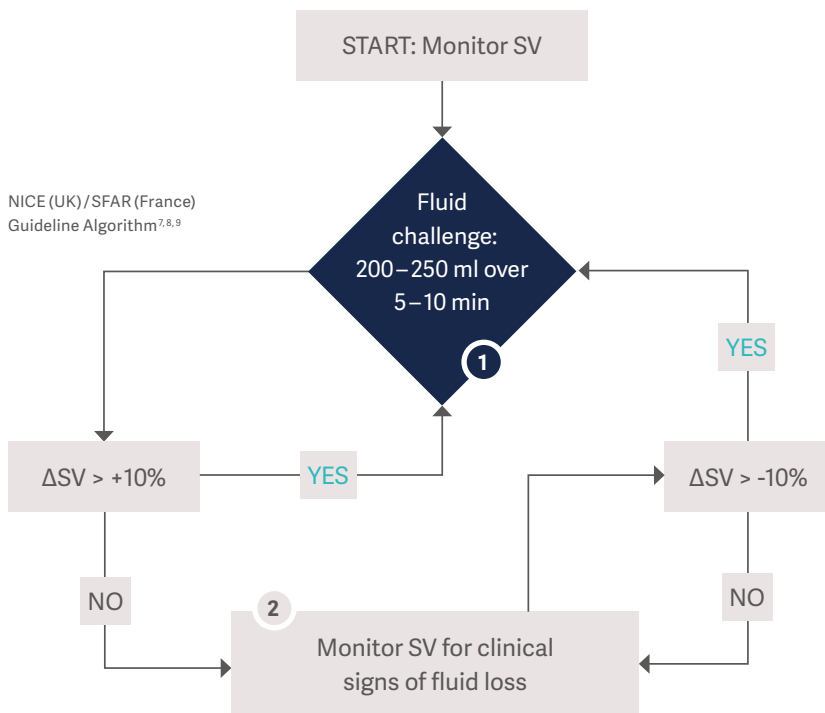 START: Monitor SV
NICE (UK) / SFAR (France)
Guideline Algorithm7,8,9
Fluid
challenge:
200–250 ml over
5–10 min
1
YES
ΔSV > +10%
YES
ΔSV > -10%
NO
NO
2
Monitor SV for clinical
signs of fluid loss